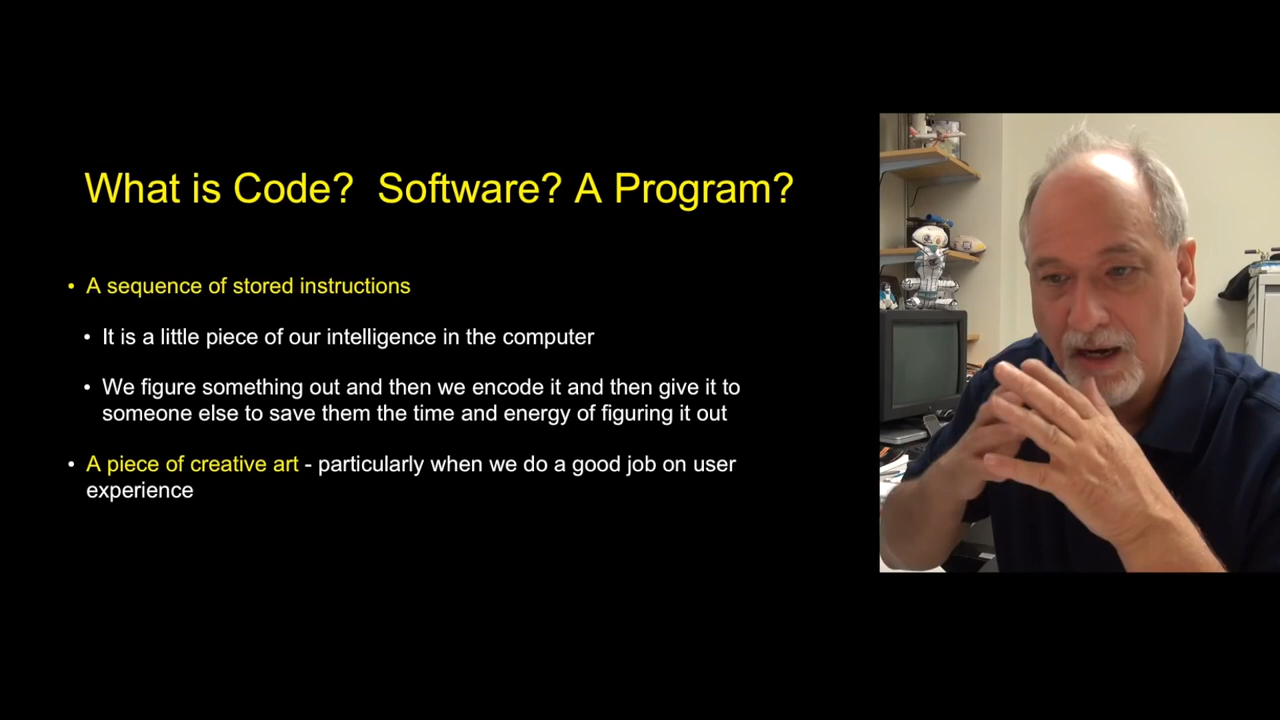 What is Code? Software? A Program?
• A sequence of stored instructions
• It is a little piece of our intelligence in the computer
• We figure something out and then we encode it and then give it to
someone else to save them the time and energy of figuring it out
• A piece of creative art - particularly when we do a good job on user
experience